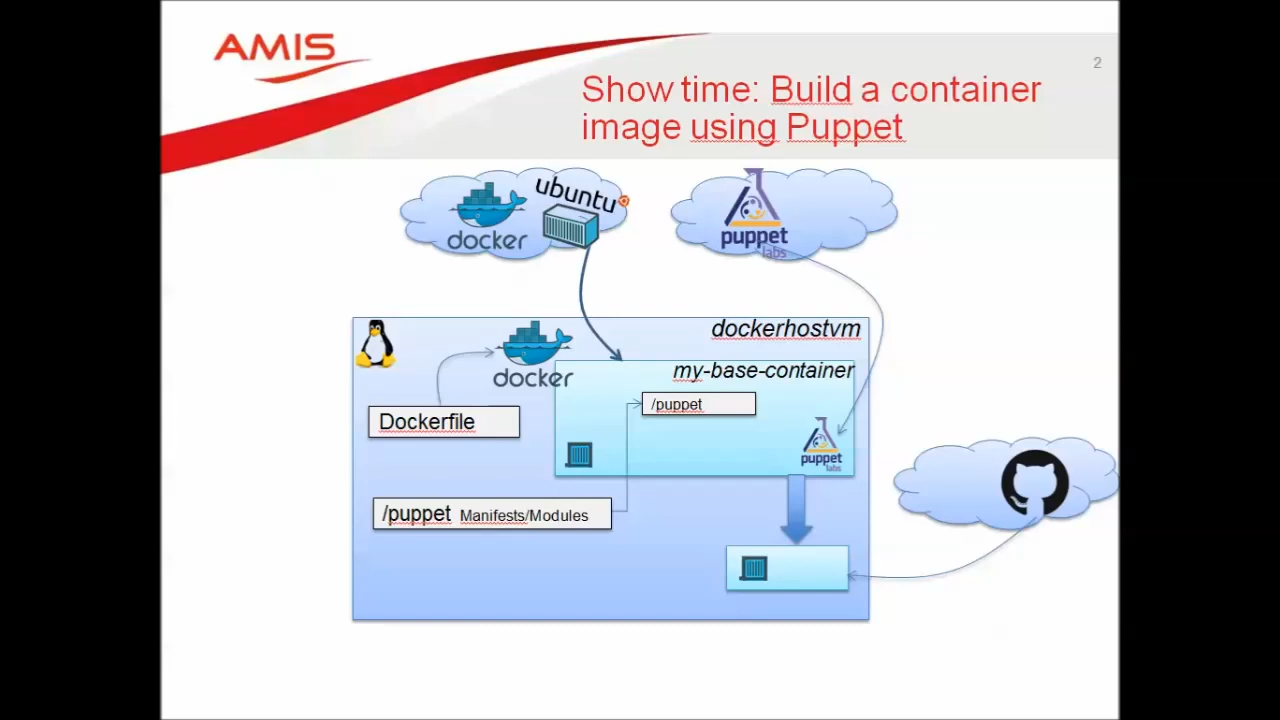 AMIS
2
Show time: Build a container
image using Puppet
docker
ubuntu
puppet
labs
dockerhostvm
docker
my-base-container
/puppet
Dockerfile
puppet
labs
/puppet Manifests/Modules